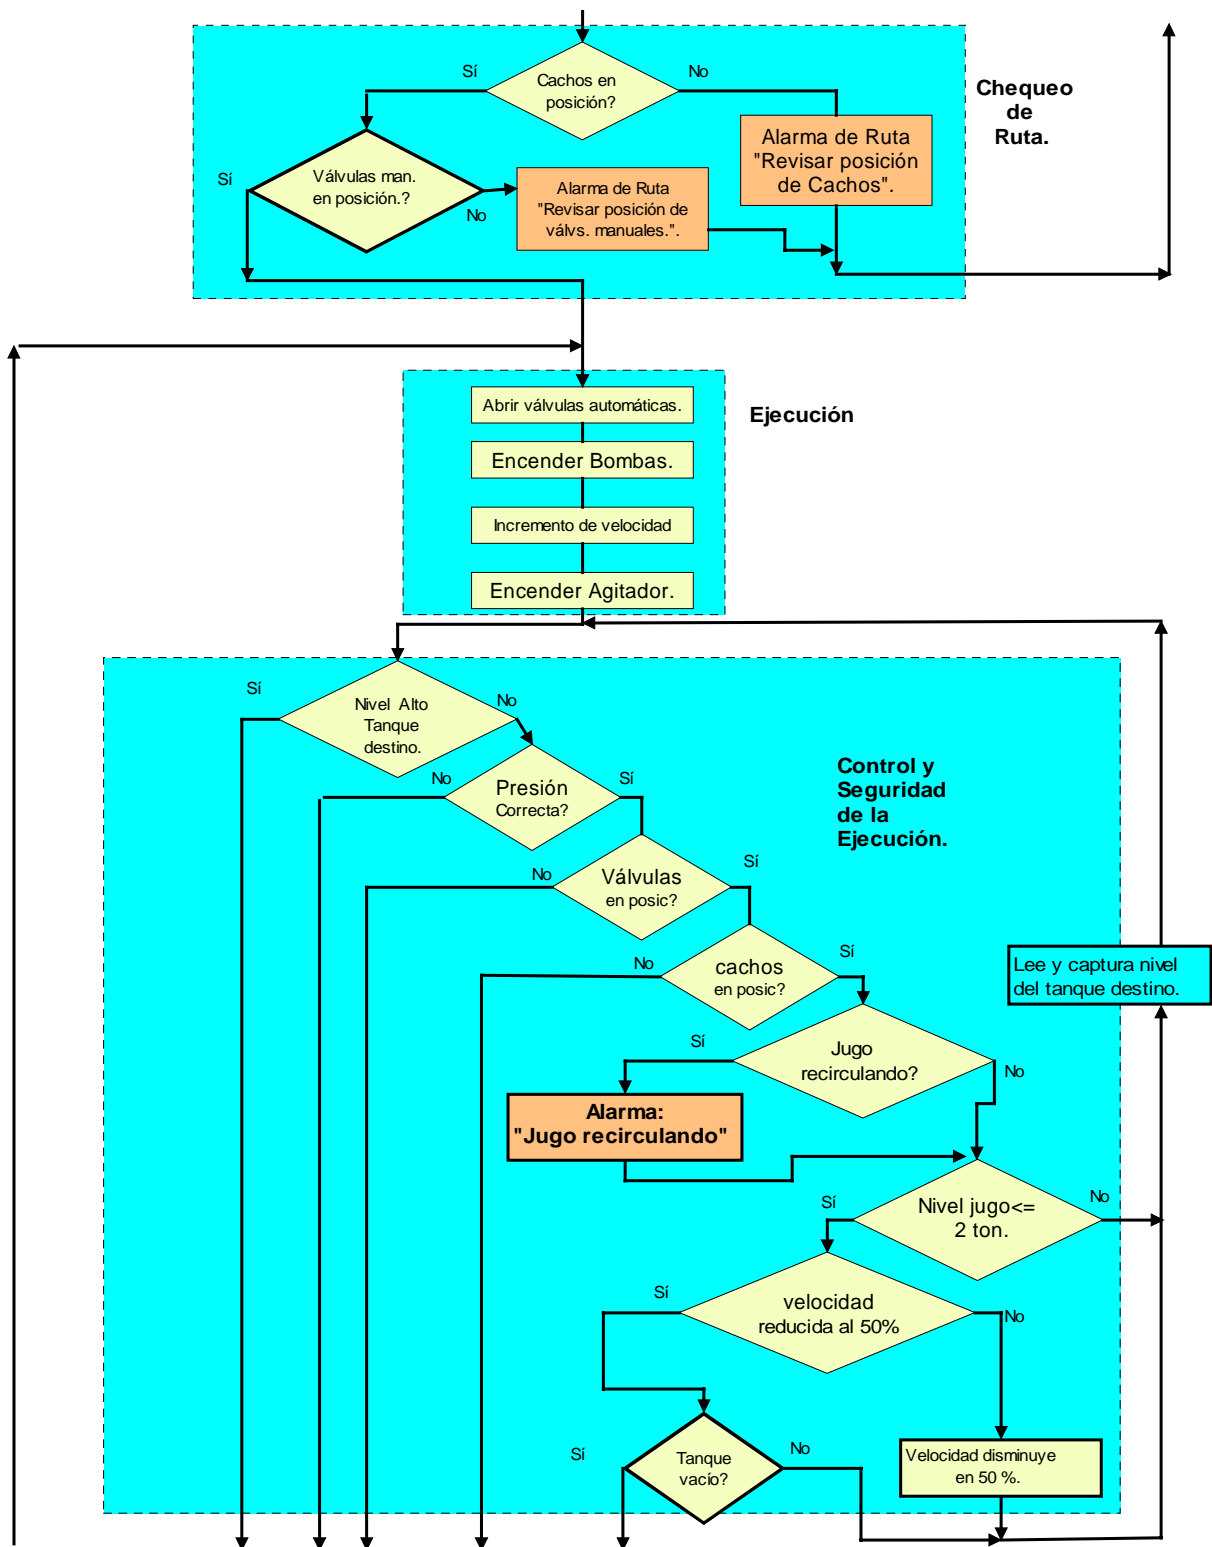 Sí
Cachos en
posición?
No
Chequeo
de
Ruta.
Alarma de Ruta
"Revisar posición
de Cachos".
Sí
Válvulas man.
en posición.?
No
Alarma de Ruta
"Revisar posición de
válvs. manuales.".
Abrir válvulas automáticas.
Ejecución
Encender Bombas.
Incremento de velocidad
Encender Agitador.
Sí
Nivel Alto
Tanque
destino.
No
Control y
Seguridad
de la
Ejecución.
No
Presión
Correcta?
Sí
No
Válvulas
en posic?
Sí
No
cachos
en posic?
Sí
Lee y captura nivel
del tanque destino.
Sí
Jugo
recirculando?
No
Alarma:
"Jugo recirculando"
Sí
Nivel jugo<=
2 ton.
No
Sí
velocidad
reducida al 50%
No
Sí
Tanque
vacío?
No
Velocidad disminuye
en 50 %.